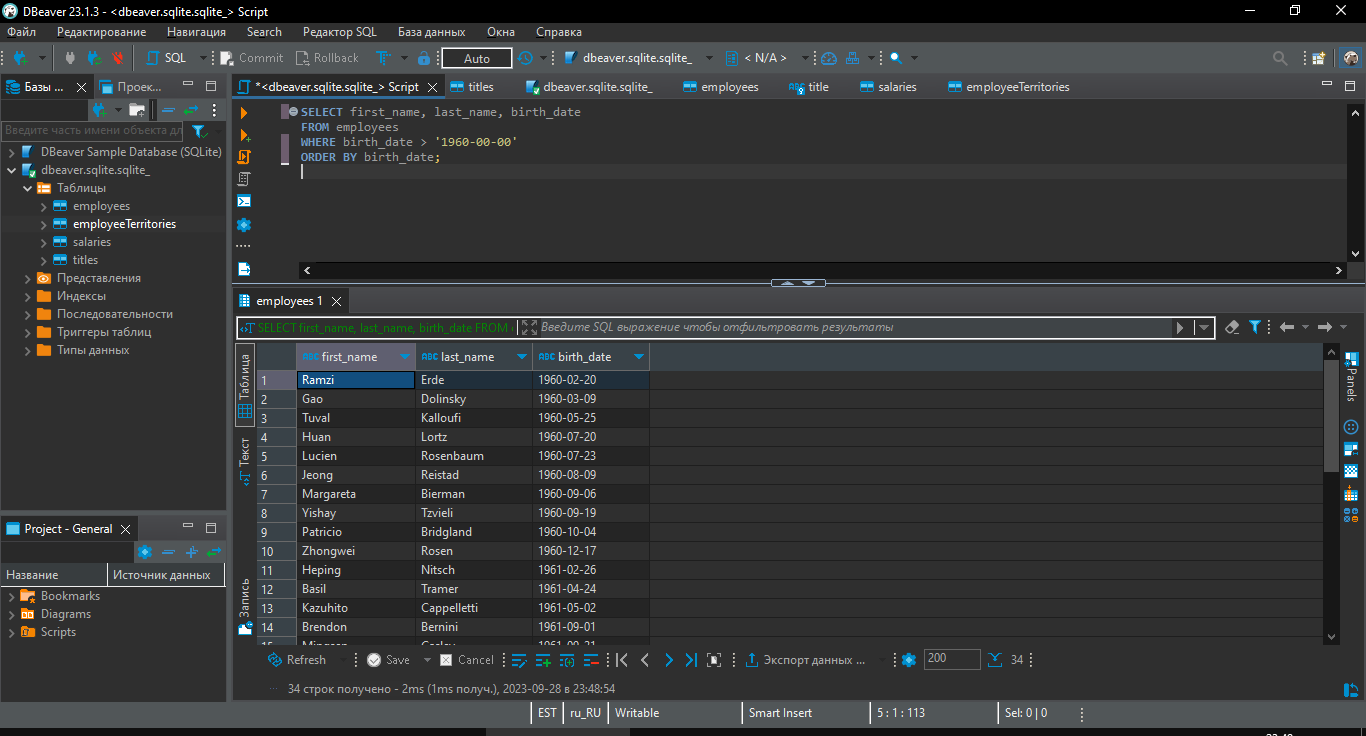 DBeaver 23.1.3 - <dbeaver.sqlite.sqlite_> Script
Файл Редактирование Навигация Search Редактор SQL База данных Окна Справка
SQL Commit Rollback Auto dbeaver.sqlite.sqlite_ < N/A >
Базы ... Проек...
*<dbeaver.sqlite.sqlite_> Script titles dbeaver.sqlite.sqlite_ employees title salaries employeeTerritories
Введите часть имени объекта дл
DBeaver Sample Database (SQLite)
dbeaver.sqlite.sqlite_
Таблицы
employees
employeeTerritories
salaries
titles
Представления
Индексы
Последовательности
Триггеры таблиц
Типы данных
SELECT first_name, last_name, birth_date
FROM employees
WHERE birth_date > '1960-00-00'
ORDER BY birth_date;
employees 1
SELECT first_name, last_name, birth_date FROM Введите SQL выражение чтобы отфильтровать результаты
Таблица
Текст
Запись
ABC first_name ABC last_name ABC birth_date
1 Ramzi Erde 1960-02-20
2 Gao Dolinsky 1960-03-09
3 Tuval Kalloufi 1960-05-25
4 Huan Lortz 1960-07-20
5 Lucien Rosenbaum 1960-07-23
6 Jeong Reistad 1960-08-09
7 Margareta Bierman 1960-09-06
8 Yishay Tzvieli 1960-09-19
9 Patricio Bridgland 1960-10-04
10 Zhongwei Rosen 1960-12-17
11 Heping Nitsch 1961-02-26
12 Basil Tramer 1961-04-24
13 Kazuhito Cappelletti 1961-05-02
14 Brendon Bernini 1961-09-01
Panels
Project - General
Название Источник данных
Bookmarks
Diagrams
Scripts
Refresh Save Cancel Экспорт данных ... 200 34
34 строк получено - 2ms (1ms получ.), 2023-09-28 в 23:48:54
EST ru_RU Writable Smart Insert 5 : 1 : 113 Sel: 0 | 0